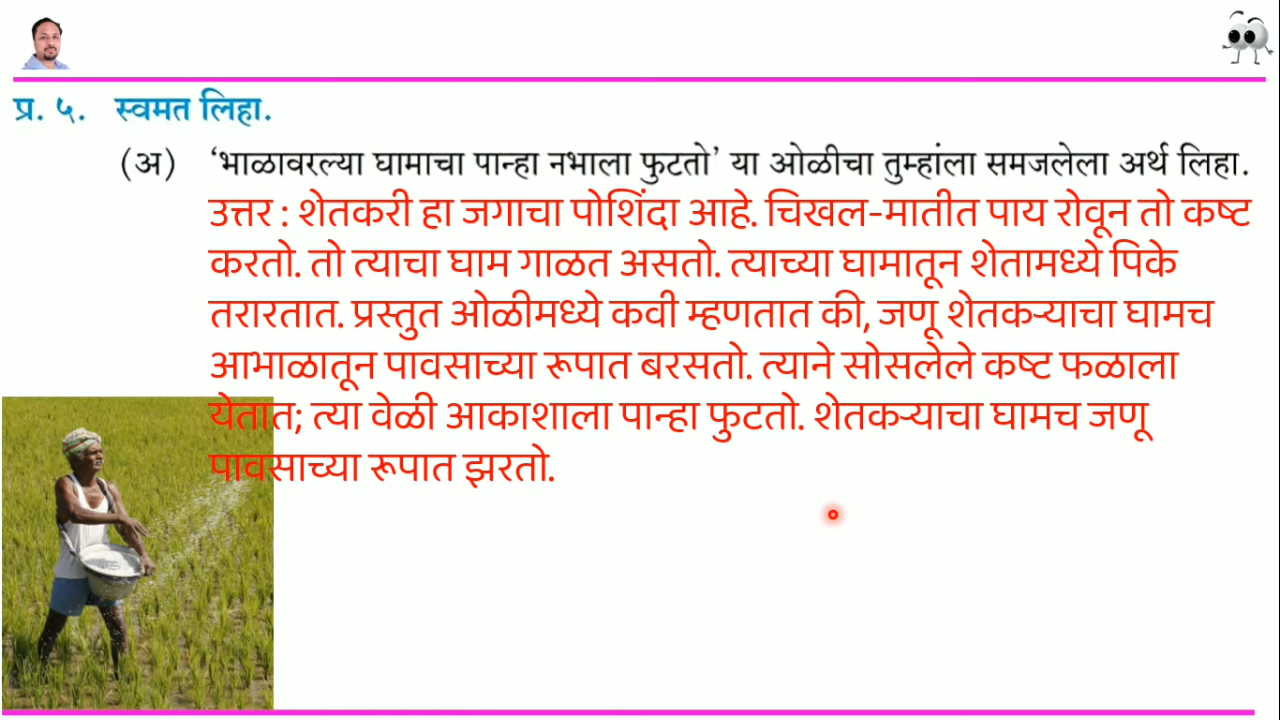 प्र. ५. स्वमत लिहा.
(अ) ‘भाळावरल्या घामाचा पान्हा नभाला फुटतो’ या ओळीचा तुम्हांला समजलेला अर्थ लिहा.
उत्तर : शेतकरी हा जगाचा पोशिंदा आहे. चिखल-मातीत पाय रोवून तो कष्ट
करतो. तो त्याचा घाम गाळत असतो. त्याच्या घामातून शेतामध्ये पिके
तरारतात. प्रस्तुत ओळीमध्ये कवी म्हणतात की, जणू शेतकऱ्याचा घामच
आभाळातून पावसाच्या रूपात बरसतो. त्याने सोसलेले कष्ट फळाला
येतात; त्या वेळी आकाशाला पान्हा फुटतो. शेतकऱ्याचा घामच जणू
पावसाच्या रूपात झरतो.